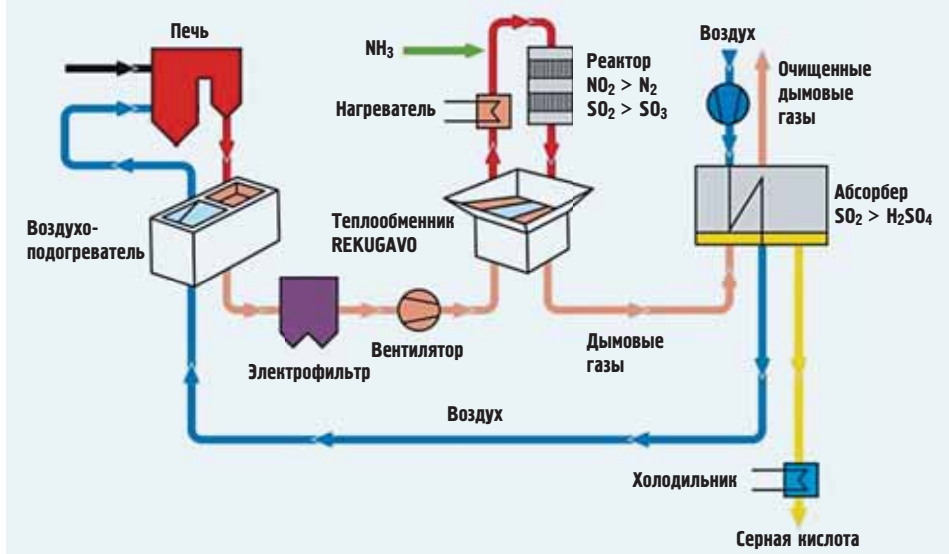 Печь
NH₃
Нагреватель
Реактор
NO₂ > N₂
SO₂ > SO₃
Воздух
Очищенные
дымовые
газы
Воздухо-
подогреватель
Теплообменник
REKUGAVO
Абсорбер
SO₂ > H₂SO₄
Электрофильтр
Вентилятор
Дымовые
газы
Воздух
Холодильник
Серная кислота